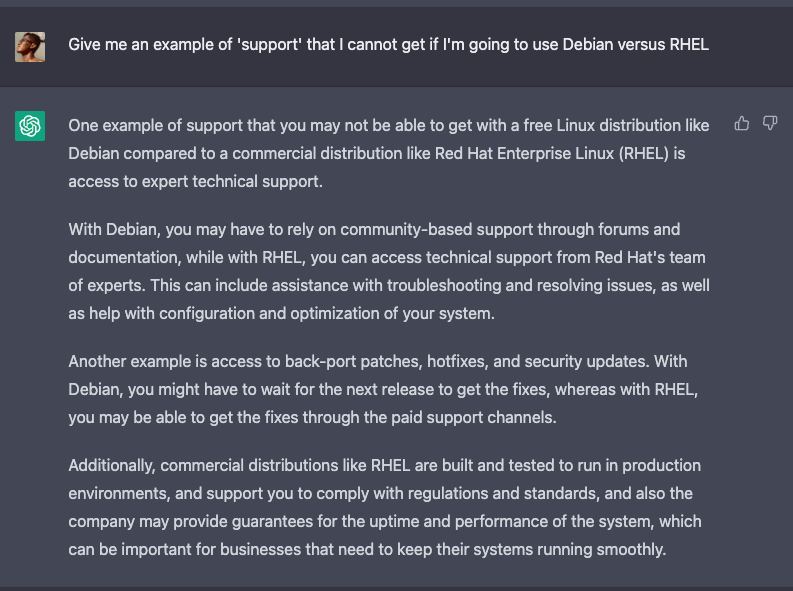 Give me an example of 'support' that I cannot get if I'm going to use Debian versus RHEL
One example of support that you may not be able to get with a free Linux distribution like
Debian compared to a commercial distribution like Red Hat Enterprise Linux (RHEL) is
access to expert technical support.
With Debian, you may have to rely on community-based support through forums and
documentation, while with RHEL, you can access technical support from Red Hat's team
of experts. This can include assistance with troubleshooting and resolving issues, as well
as help with configuration and optimization of your system.
Another example is access to back-port patches, hotfixes, and security updates. With
Debian, you might have to wait for the next release to get the fixes, whereas with RHEL,
you may be able to get the fixes through the paid support channels.
Additionally, commercial distributions like RHEL are built and tested to run in production
environments, and support you to comply with regulations and standards, and also the
company may provide guarantees for the uptime and performance of the system, which
can be important for businesses that need to keep their systems running smoothly.